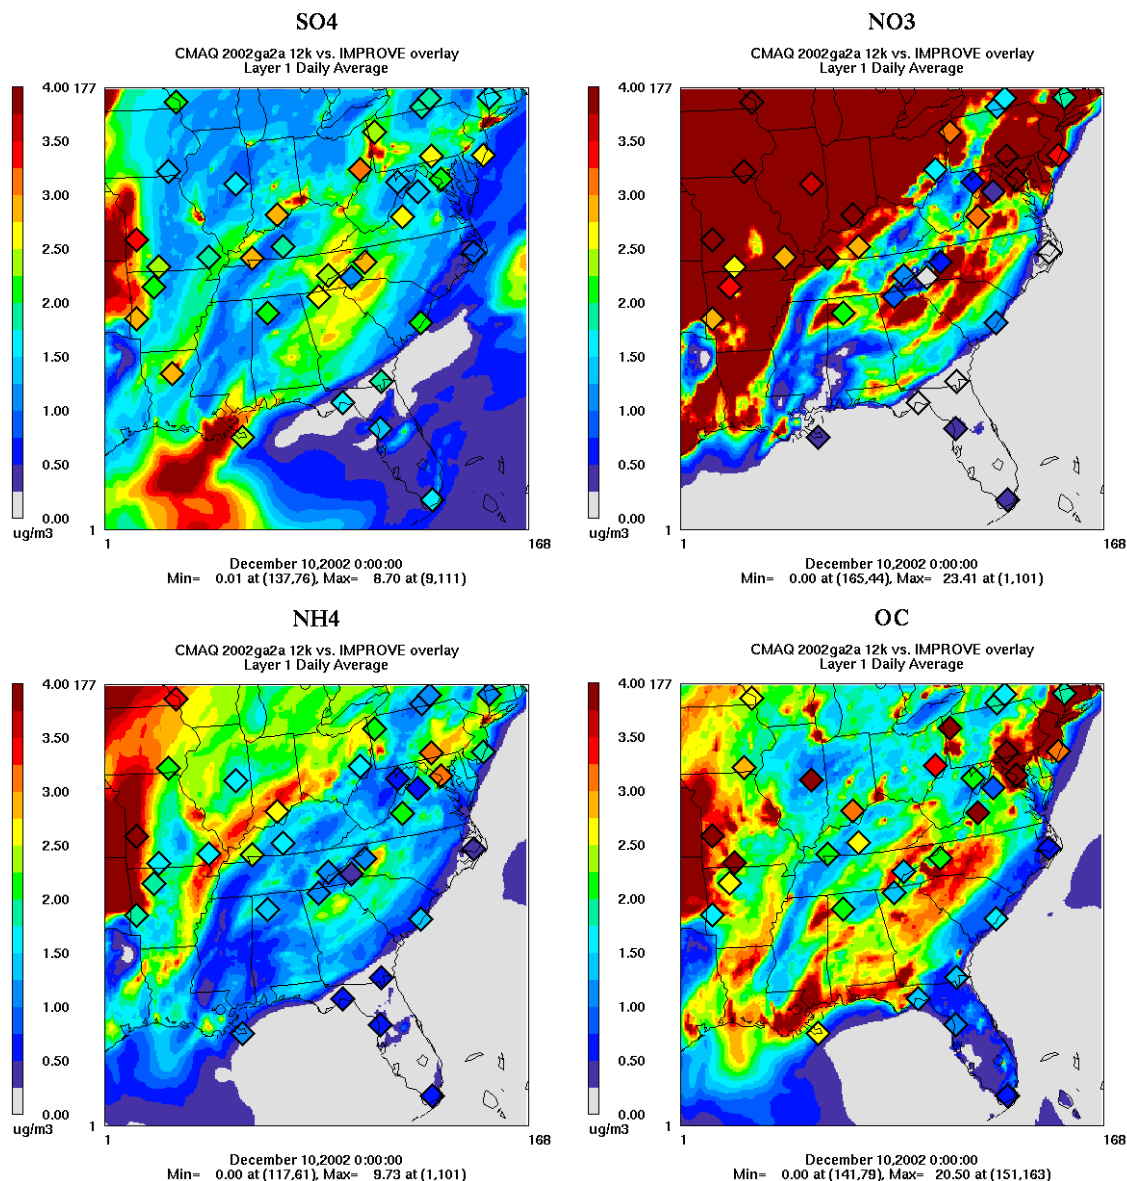 SO4
CMAQ 2002ga2a 12k vs. IMPROVE overlay
Layer 1 Daily Average
4.00 177
3.50
3.00
2.50
2.00
1.50
1.00
0.50
0.00
ug/m3
1
1 168
December 10,2002 0:00:00
Min= 0.01 at (137,76), Max= 8.70 at (9,111)
NO3
CMAQ 2002ga2a 12k vs. IMPROVE overlay
Layer 1 Daily Average
4.00 177
3.50
3.00
2.50
2.00
1.50
1.00
0.50
0.00
ug/m3
1
1 168
December 10,2002 0:00:00
Min= 0.00 at (165,44), Max= 23.41 at (1,101)
NH4
CMAQ 2002ga2a 12k vs. IMPROVE overlay
Layer 1 Daily Average
4.00 177
3.50
3.00
2.50
2.00
1.50
1.00
0.50
0.00
ug/m3
1
1 168
December 10,2002 0:00:00
Min= 0.00 at (117,61), Max= 9.73 at (1,101)
OC
CMAQ 2002ga2a 12k vs. IMPROVE overlay
Layer 1 Daily Average
4.00 177
3.50
3.00
2.50
2.00
1.50
1.00
0.50
0.00
ug/m3
1
1 168
December 10,2002 0:00:00
Min= 0.00 at (141,79), Max= 20.50 at (151,163)